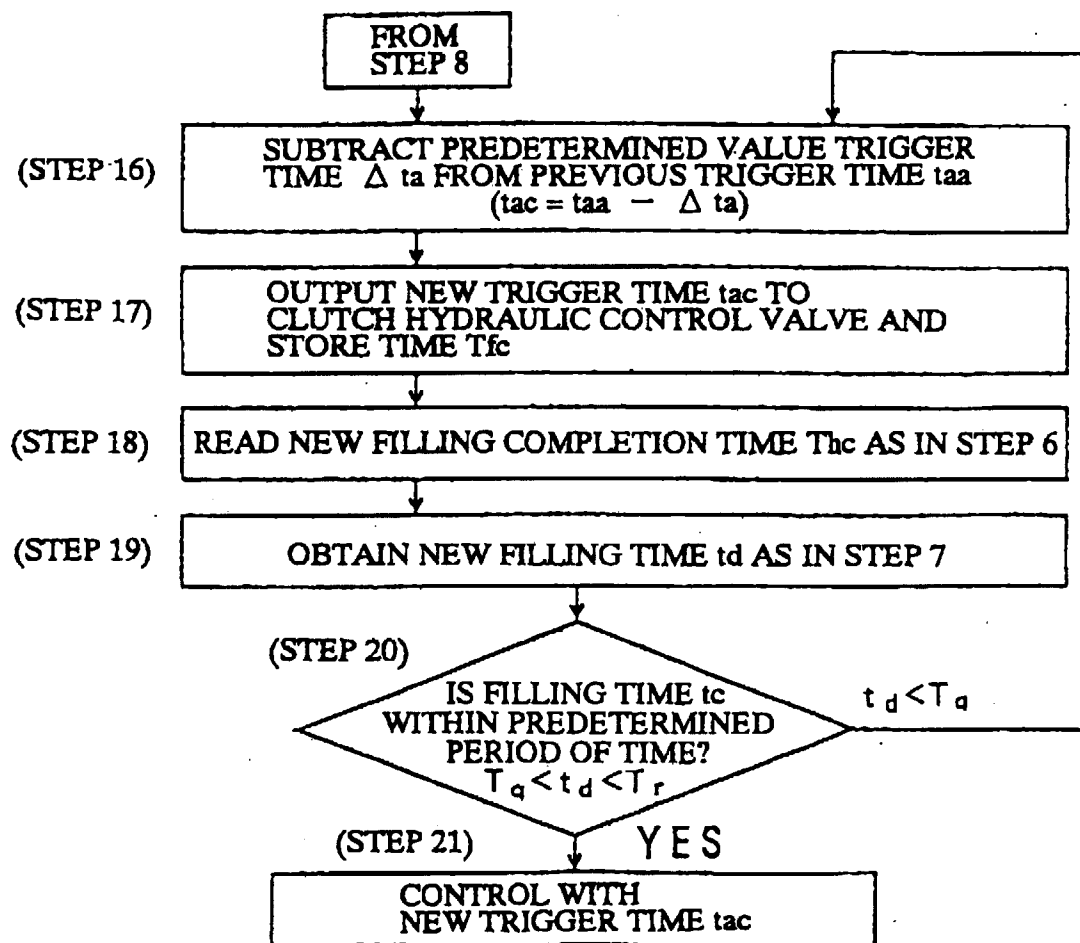 FROM
STEP 8
(STEP 16)
SUBTRACT PREDETERMINED VALUE TRIGGER
TIME Δ ta FROM PREVIOUS TRIGGER TIME taa
(tac = taa － Δ ta)
(STEP 17)
OUTPUT NEW TRIGGER TIME tac TO
CLUTCH HYDRAULIC CONTROL VALVE AND
STORE TIME Tfc
(STEP 18)
READ NEW FILLING COMPLETION TIME Thc AS IN STEP 6
(STEP 19)
OBTAIN NEW FILLING TIME td AS IN STEP 7
(STEP 20)
IS FILLING TIME tc
WITHIN PREDETERMINED
PERIOD OF TIME?
Tq<td<Tr
td<Tq
YES
(STEP 21)
CONTROL WITH
NEW TRIGGER TIME tac